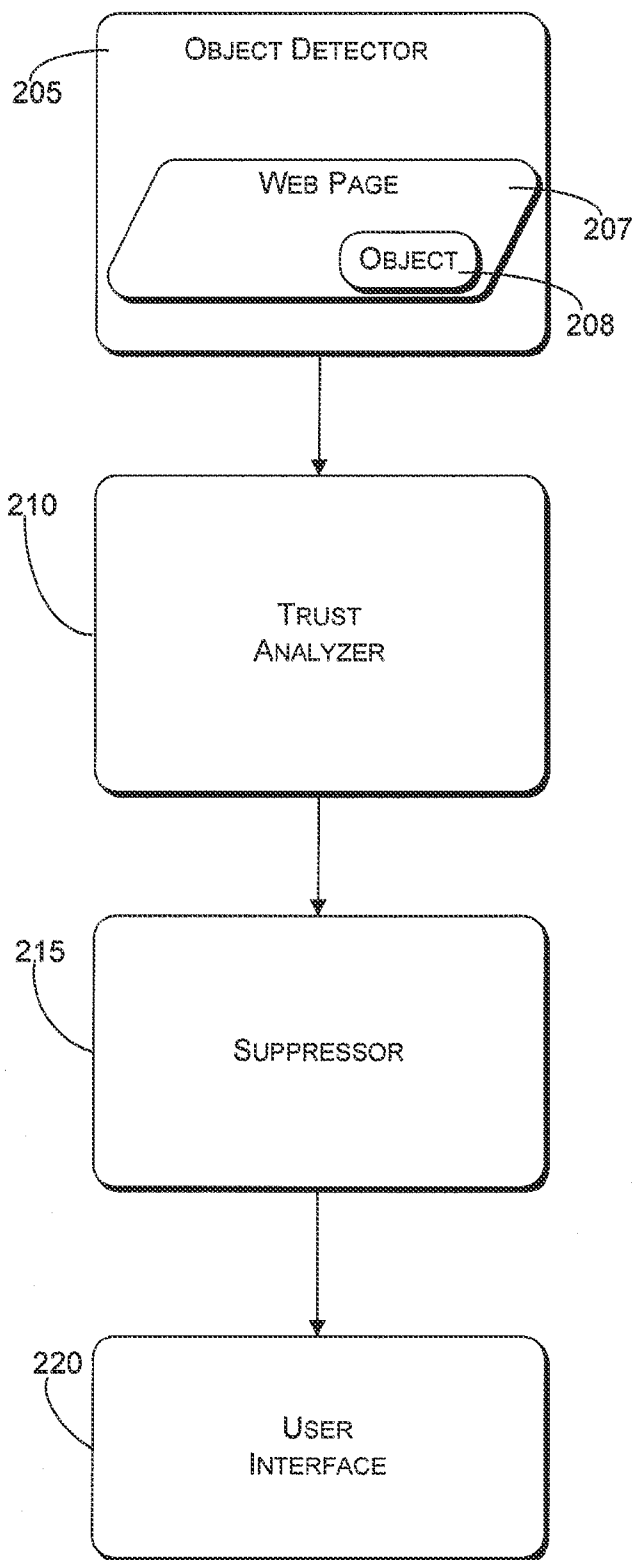 OBJECT DETECTOR
205
WEB PAGE
207
OBJECT
208
210
TRUST
ANALYZER
215
SUPPRESSOR
220
USER
INTERFACE